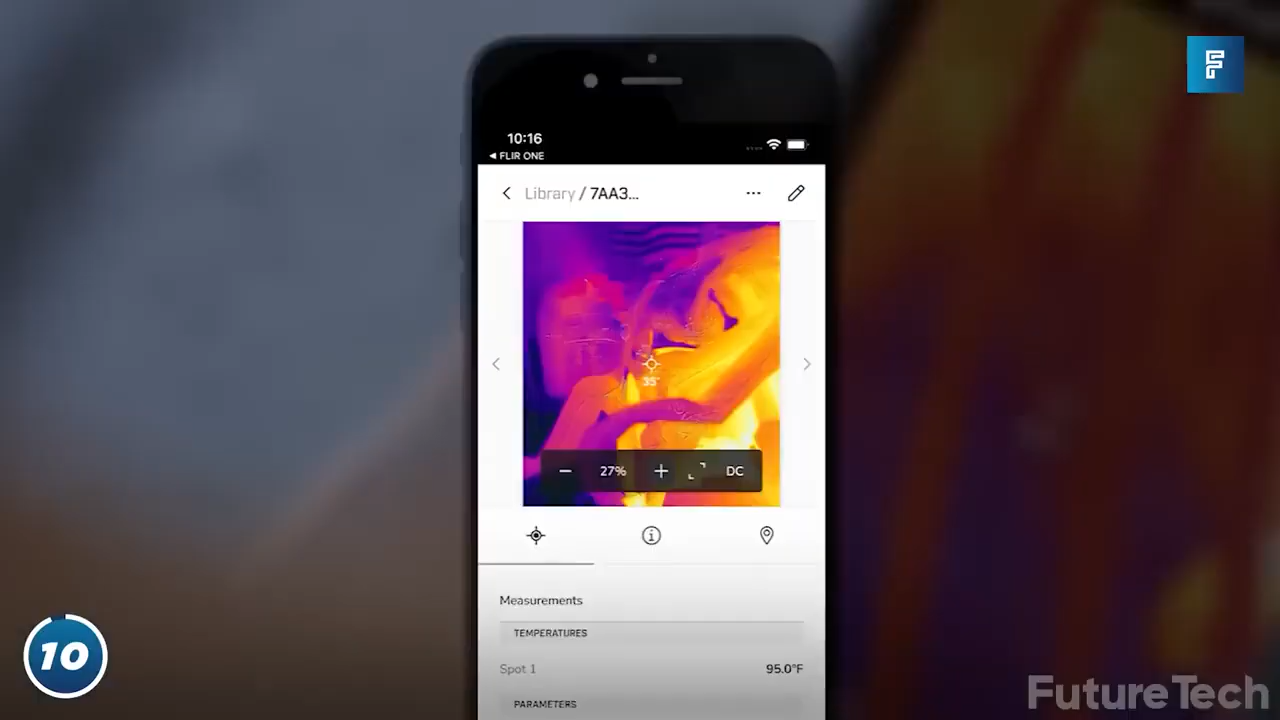 10:16
◀ FLIR ONE
Library / 7AA3...
35°
27%
DC
Measurements
TEMPERATURES
Spot 1 95.0°F
PARAMETERS
10
FutureTech